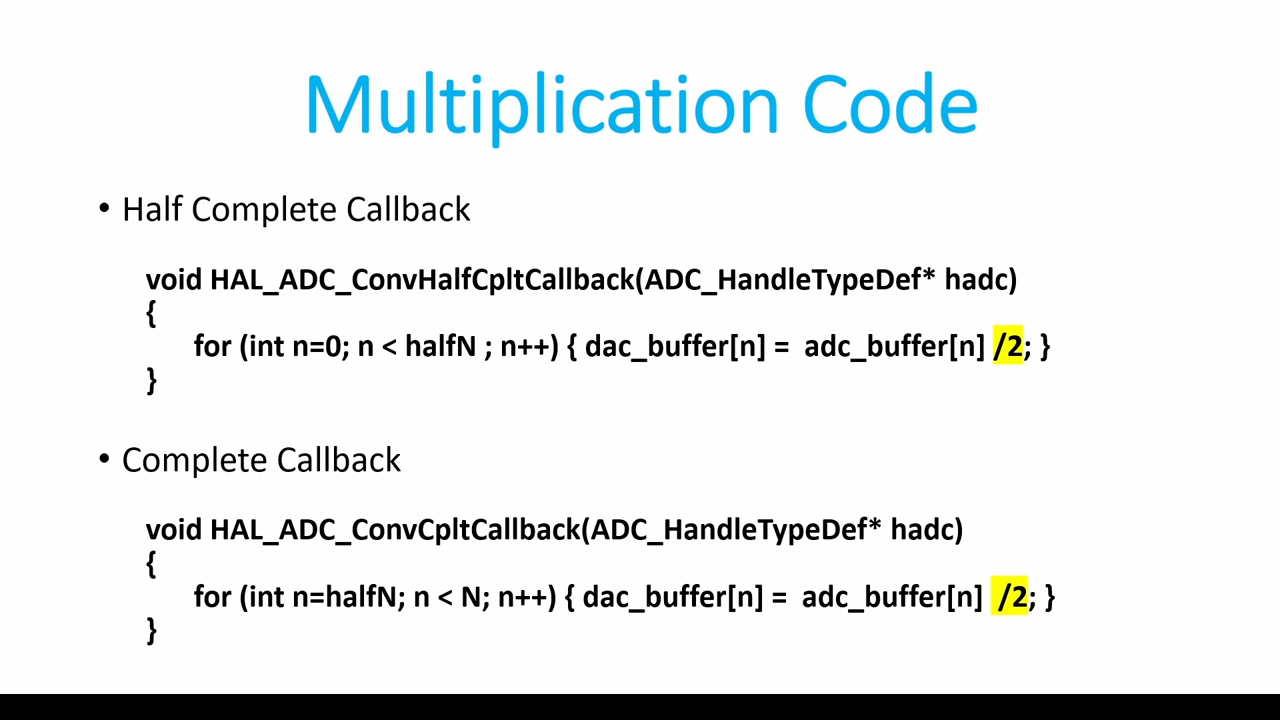 Multiplication Code
• Half Complete Callback
void HAL_ADC_ConvHalfCpltCallback(ADC_HandleTypeDef* hadc)
{
for (int n=0; n < halfN ; n++) { dac_buffer[n] = adc_buffer[n] /2; }
}
• Complete Callback
void HAL_ADC_ConvCpltCallback(ADC_HandleTypeDef* hadc)
{
for (int n=halfN; n < N; n++) { dac_buffer[n] = adc_buffer[n] /2; }
}